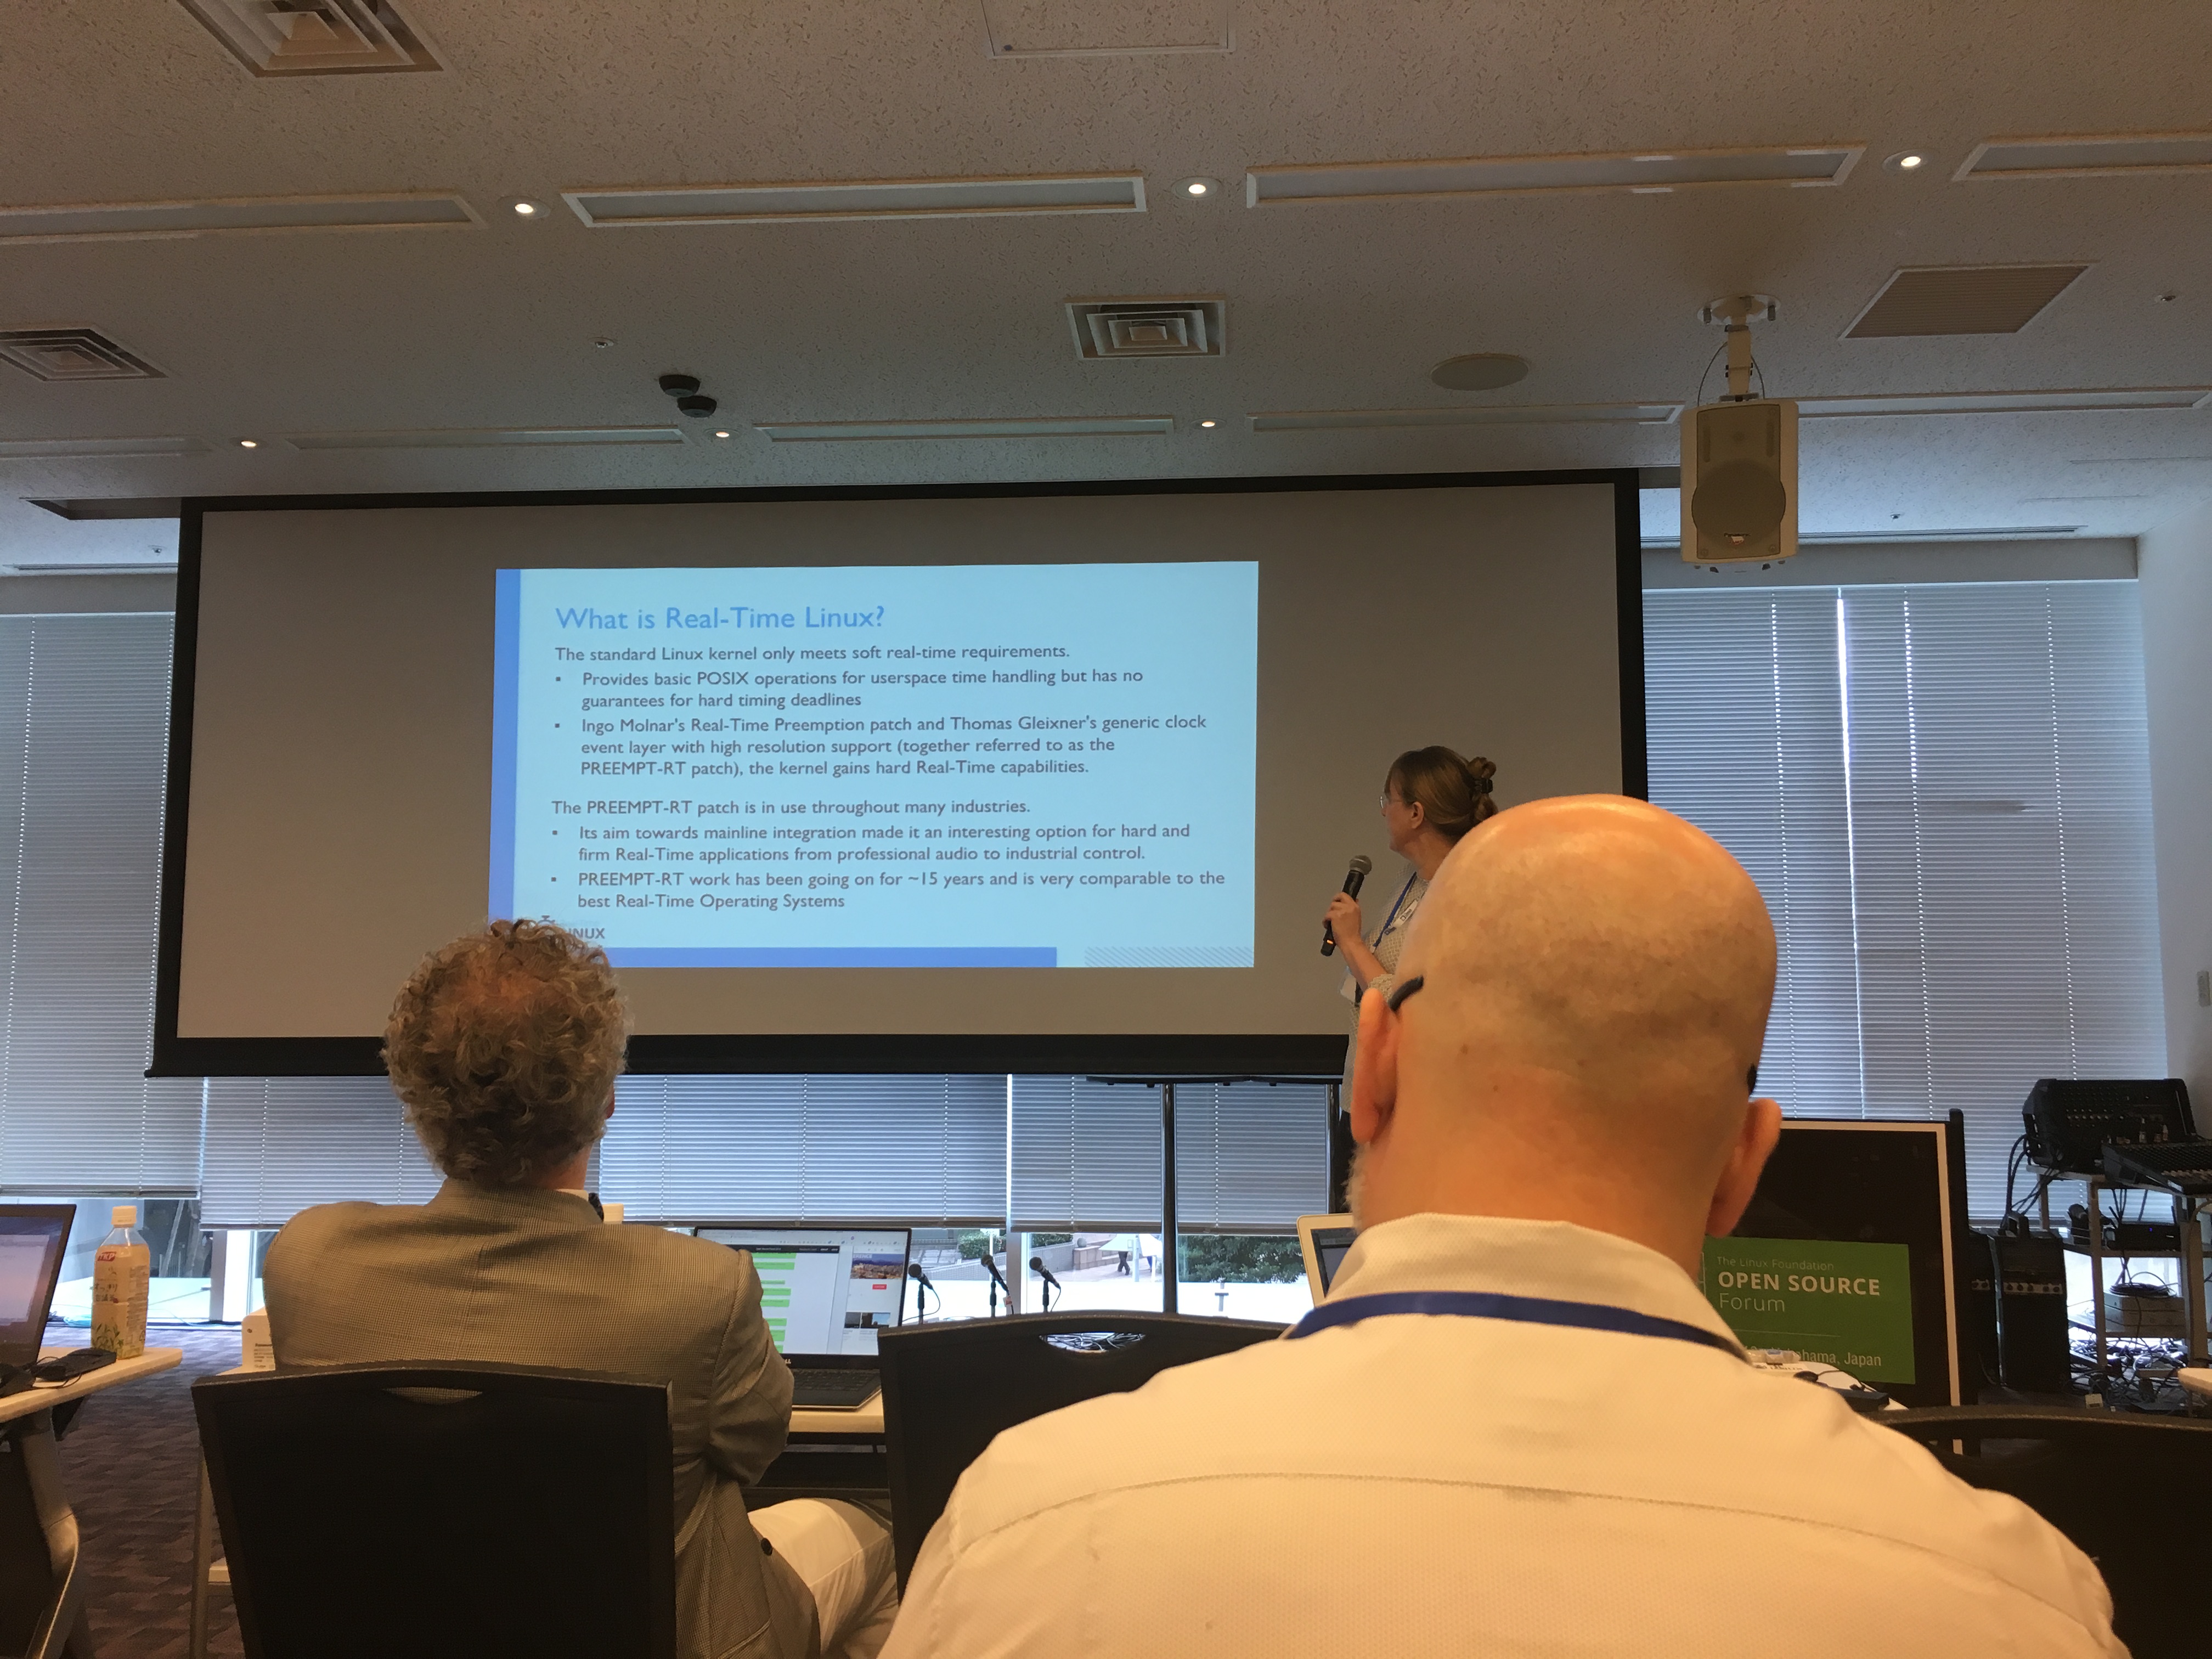 What is Real-Time Linux?
The standard Linux kernel only meets soft real-time requirements.
▪ Provides basic POSIX operations for userspace time handling but has no
guarantees for hard timing deadlines
▪ Ingo Molnar's Real-Time Preemption patch and Thomas Gleixner's generic clock
event layer with high resolution support (together referred to as the
PREEMPT-RT patch), the kernel gains hard Real-Time capabilities.
The PREEMPT-RT patch is in use throughout many industries.
▪ Its aim towards mainline integration made it an interesting option for hard and
firm Real-Time applications from professional audio to industrial control.
▪ PREEMPT-RT work has been going on for ~15 years and is very comparable to the
best Real-Time Operating Systems
The Linux Foundation
OPEN SOURCE
Forum
Japan